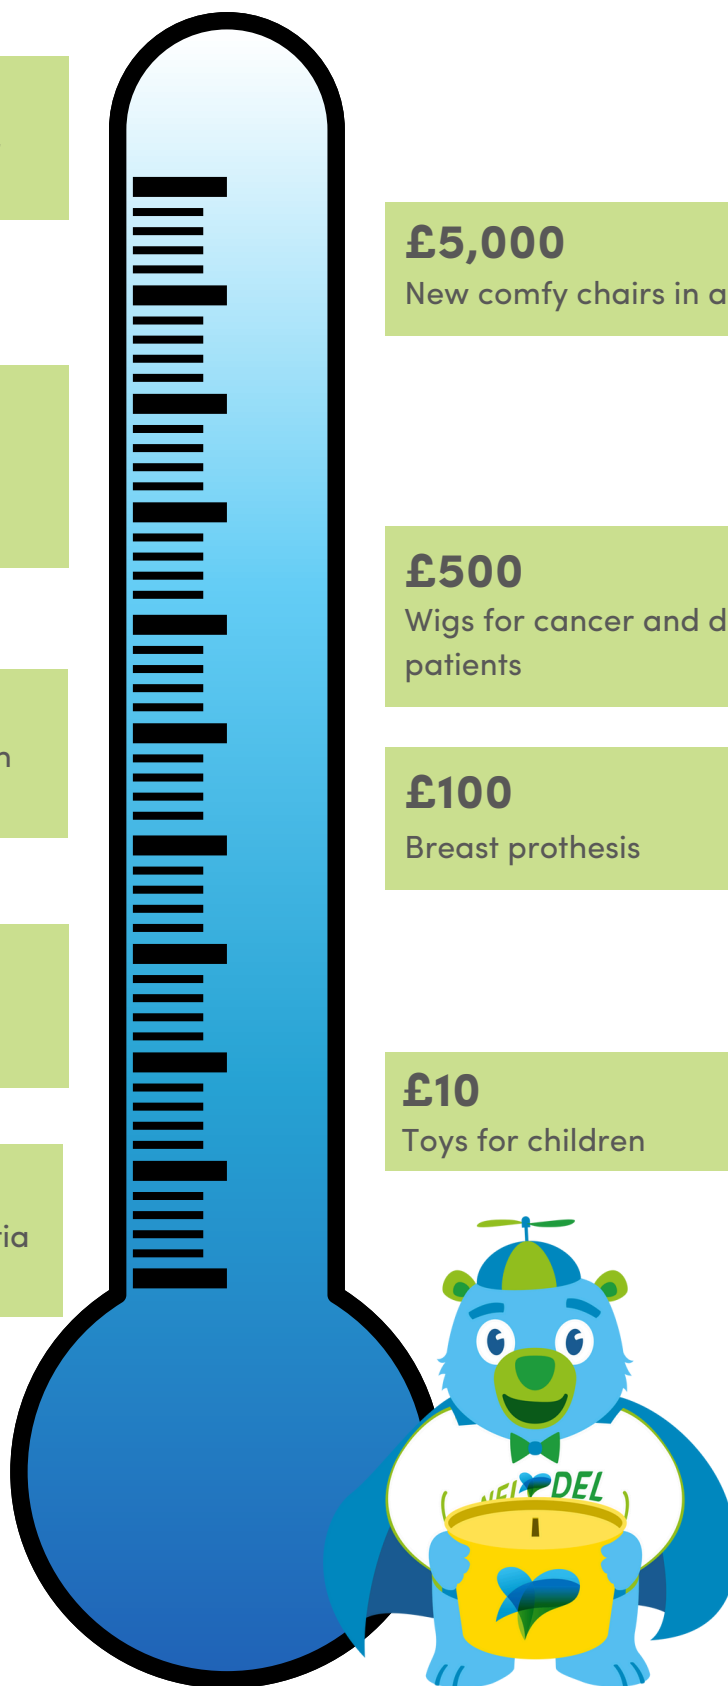 £5,000
New comfy chairs in a
£500
Wigs for cancer and d
patients
£100
Breast prothesis
£10
Toys for children
DEL